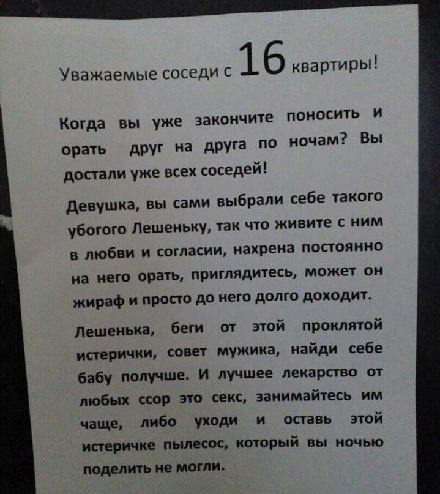 Уважаемые соседи с 16 квартиры!
Когда вы уже закончите поносить и
орать друг на друга по ночам? Вы
достали уже всех соседей!
Девушка, вы сами выбрали себе такого
убогого Лешеньку, так что живите с ним
в любви и согласии, нахрена постоянно
на него орать, приглядитесь, может он
жираф и просто до него долго доходит.
Лешенька, беги от этой проклятой
истерички, совет мужика, найди себе
бабу получше. И лучшее лекарство от
любых ссор это секс, занимайтесь им
чаще, либо уходи и оставь этой
истеричке пылесос, который вы ночью
поделить не могли.